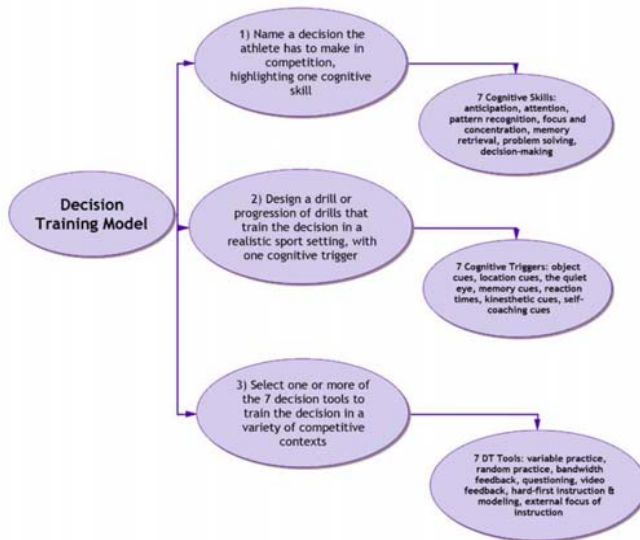 1) Name a decision the
athlete has to make in
competition,
highlighting one cognitive
skill
7 Cognitive Skills:
anticipation, attention,
pattern recognition, focus and
concentration, memory
retrieval, problem solving,
decision-making
Decision
Training Model
2) Design a drill or
progression of drills that
train the decision in a
realistic sport setting, with
one cognitive trigger
7 Cognitive Triggers: object
cues, location cues, the quiet
eye, memory cues, reaction
times, kinesthetic cues, self-
coaching cues
3) Select one or more of
the 7 decision tools to
train the decision in a
variety of competitive
contexts
7 DT Tools: variable practice,
random practice, bandwidth
feedback, questioning, video
feedback, hard-first instruction &
modeling, external focus of
instruction